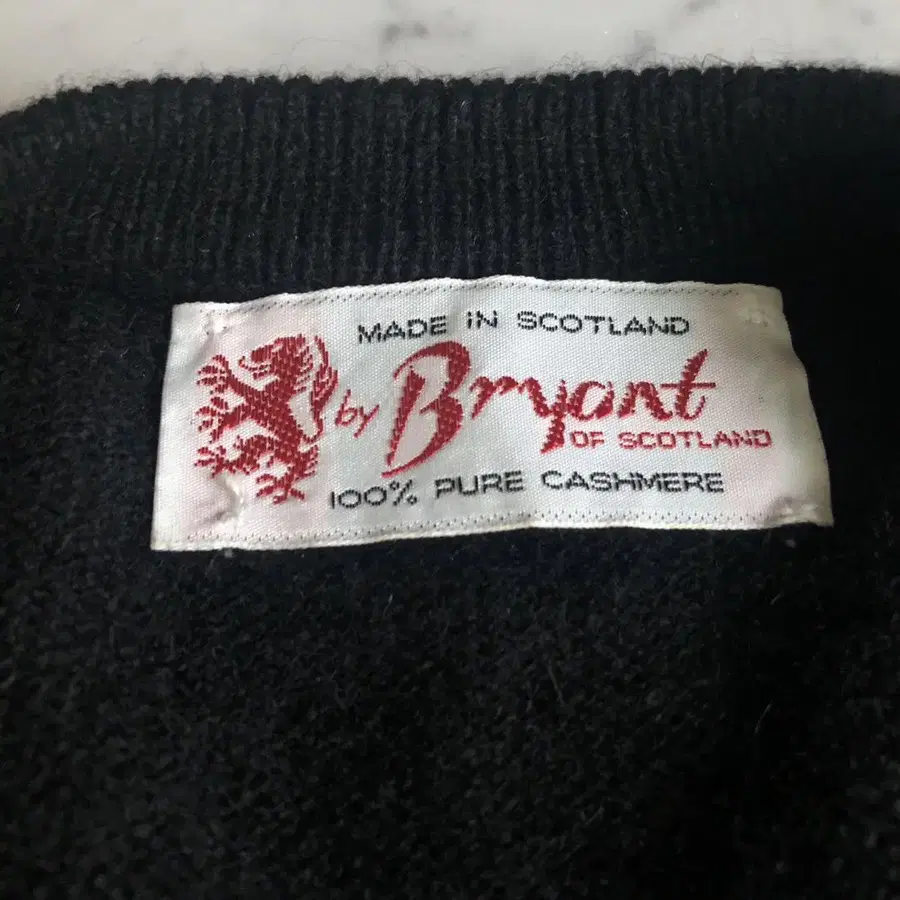 MADE iN SCOTLAND
by Bryant
OF SCOTLAND
100% PURE CASHMERE